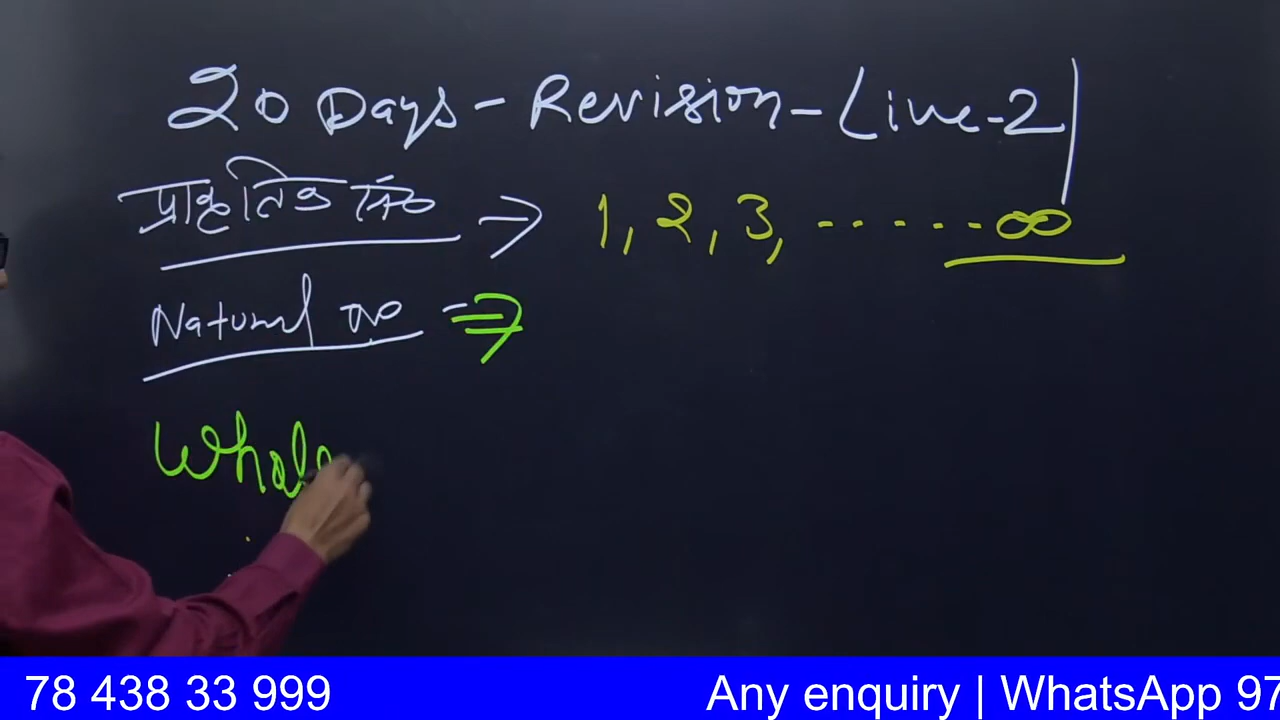 20 Days - Revision - Live-2
प्राकृतिक सं० → 1, 2, 3, ......∞
Natural no ⇒
Whole
78 438 33 999 Any enquiry | WhatsApp 97